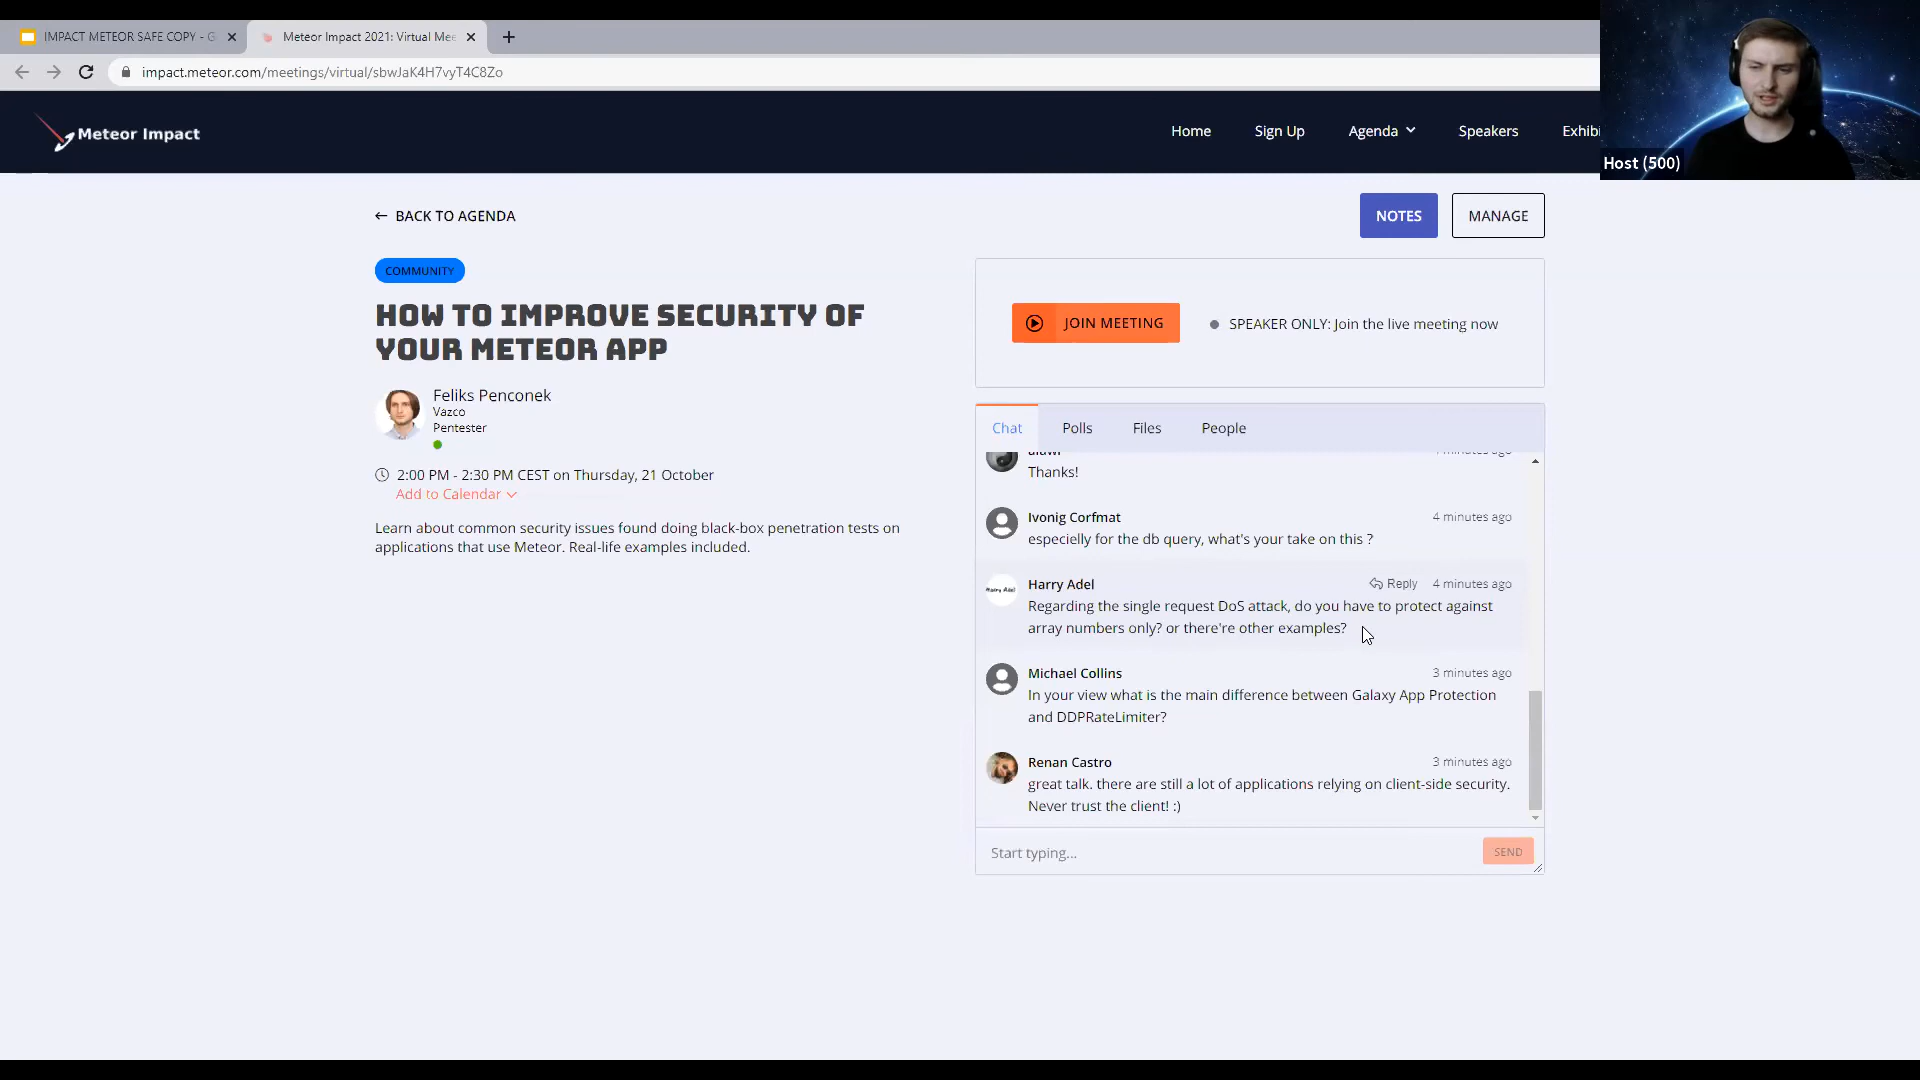 IMPACT METEOR SAFE COPY - G
Meteor Impact 2021: Virtual Mee
impact.meteor.com/meetings/virtual/sbwJaK4H7vyT4C8Zo
Meteor Impact
Home
Sign Up
Agenda
Speakers
Exhibi
Host (500)
BACK TO AGENDA
NOTES
MANAGE
COMMUNITY
HOW TO IMPROVE SECURITY OF
YOUR METEOR APP
Feliks Penconek
Vazco
Pentester
2:00 PM - 2:30 PM CEST on Thursday, 21 October
Add to Calendar
Learn about common security issues found doing black-box penetration tests on
applications that use Meteor. Real-life examples included.
JOIN MEETING
SPEAKER ONLY: Join the live meeting now
Chat
Polls
Files
People
Thanks!
Ivonig Corfmat
4 minutes ago
especielly for the db query, what's your take on this ?
Harry Adel
Reply
4 minutes ago
Regarding the single request DoS attack, do you have to protect against
array numbers only? or there're other examples?
Michael Collins
3 minutes ago
In your view what is the main difference between Galaxy App Protection
and DDPRateLimiter?
Renan Castro
3 minutes ago
great talk. there are still a lot of applications relying on client-side security.
Never trust the client! :)
Start typing...
SEND